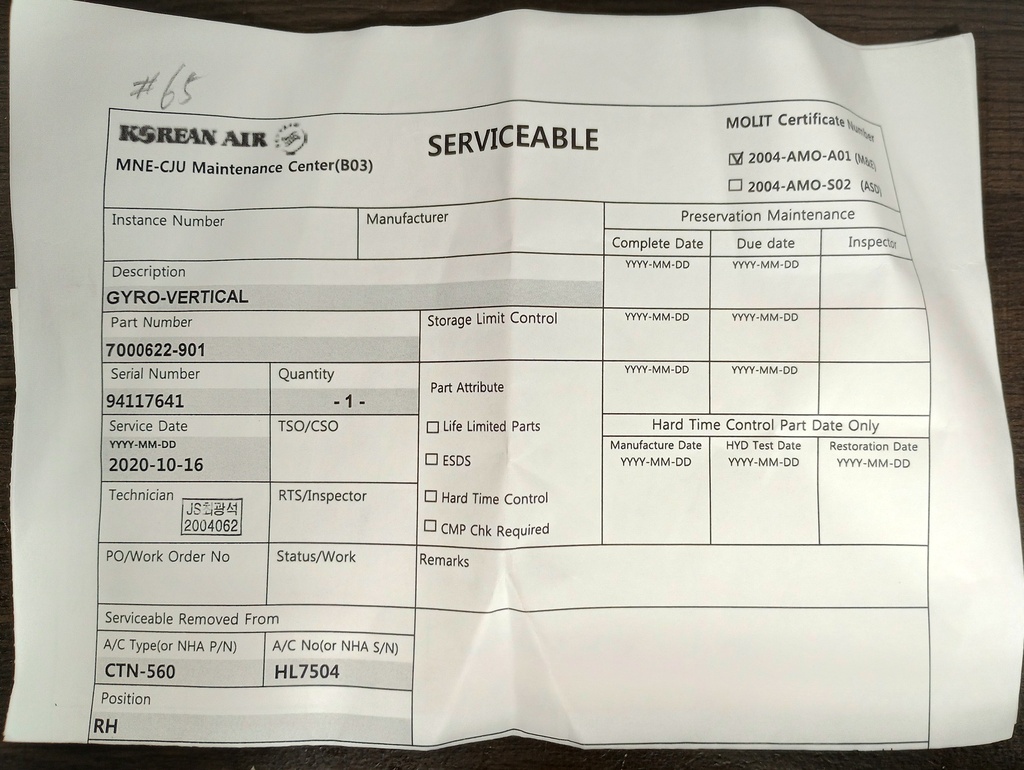 #65
KOREAN AIR
MNE-CJU Maintenance Center(B03)
SERVICEABLE
MOLIT Certificate Number
☑ 2004-AMO-A01 (M&E)
☐ 2004-AMO-S02 (ASD)
Instance Number
Manufacturer
Preservation Maintenance
Complete Date
Due date
Inspector
Description
GYRO-VERTICAL
YYYY-MM-DD
YYYY-MM-DD
Part Number
7000622-901
Storage Limit Control
YYYY-MM-DD
YYYY-MM-DD
Serial Number
94117641
Quantity
- 1 -
YYYY-MM-DD
YYYY-MM-DD
Part Attribute
☐ Life Limited Parts
☐ ESDS
☐ Hard Time Control
☐ CMP Chk Required
Hard Time Control Part Date Only
Manufacture Date
YYYY-MM-DD
HYD Test Date
YYYY-MM-DD
Restoration Date
YYYY-MM-DD
Service Date
YYYY-MM-DD
2020-10-16
TSO/CSO
Technician
JS최광석
2004062
RTS/Inspector
PO/Work Order No
Status/Work
Remarks
Serviceable Removed From
A/C Type(or NHA P/N)
CTN-560
A/C No(or NHA S/N)
HL7504
Position
RH